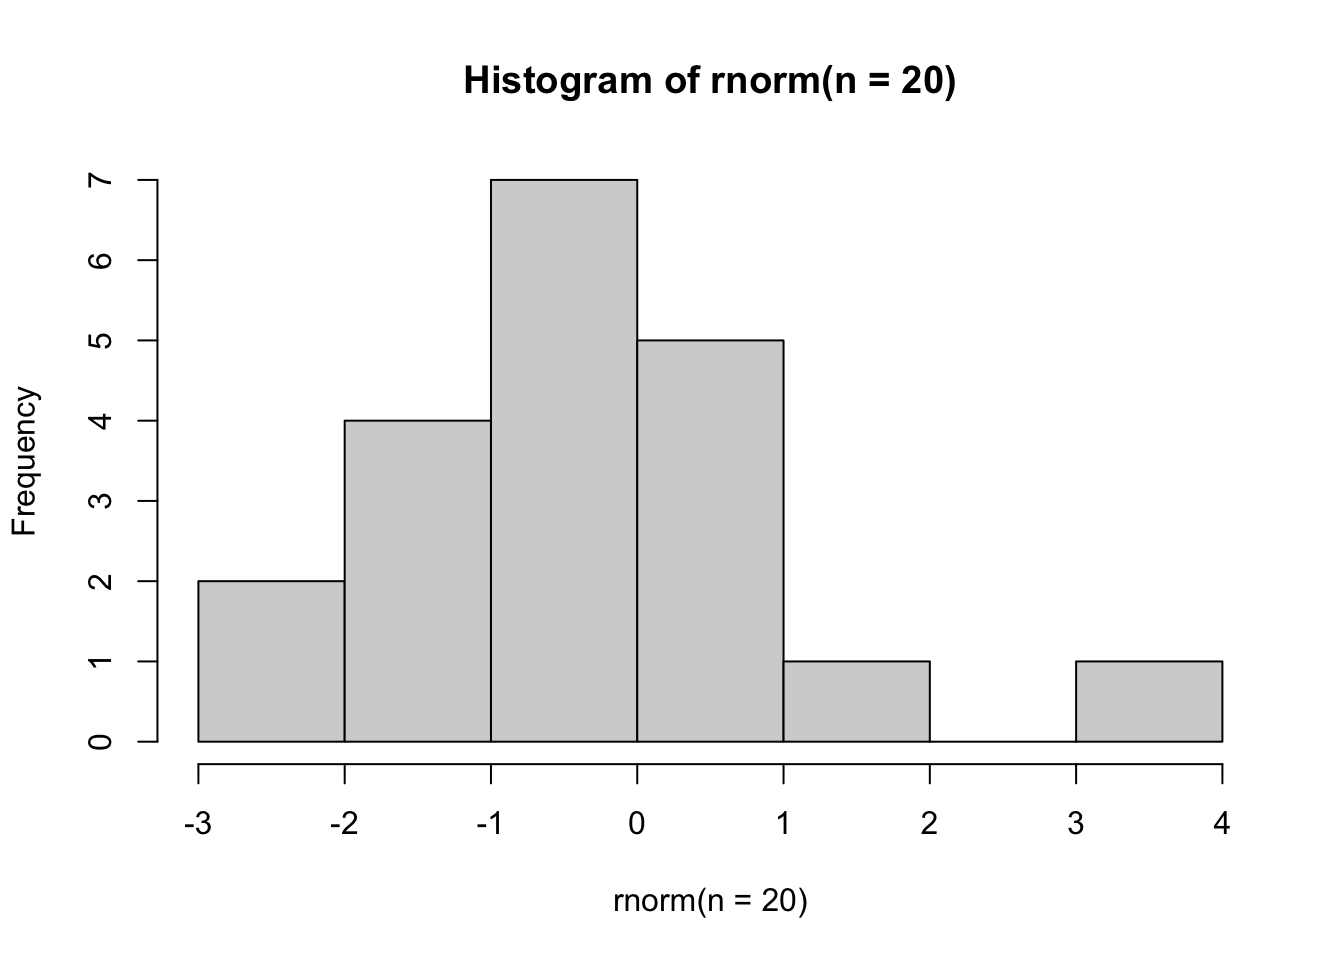 Histogram of rnorm(n = 20)
Frequency
7
6
5
4
3
2
1
0
-3 -2 -1 0 1 2 3 4
rnorm(n = 20)